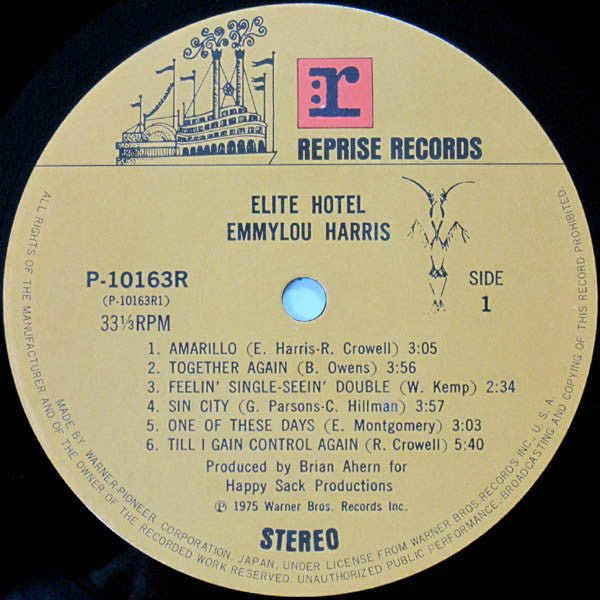 r
REPRISE RECORDS
ELITE HOTEL
EMMYLOU HARRIS
P-10163R
(P-10163R1)
33⅓RPM
SIDE
1
1. AMARILLO (E. Harris-R. Crowell) 3:05
2. TOGETHER AGAIN (B. Owens) 3:56
3. FEELIN' SINGLE-SEEIN' DOUBLE (W. Kemp) 2:34
4. SIN CITY (G. Parsons-C. Hillman) 3:57
5. ONE OF THESE DAYS (E. Montgomery) 3:03
6. TILL I GAIN CONTROL AGAIN (R. Crowell) 5:40
Produced by Brian Ahern for
Happy Sack Productions
℗ 1975 Warner Bros. Records Inc.
STEREO
MADE BY WARNER-PIONEER CORPORATION, JAPAN, UNDER LICENSE FROM WARNER BROS. RECORDS INC., U.S.A.
ALL RIGHTS OF THE MANUFACTURER AND OF THE OWNER OF THE RECORDED WORK RESERVED. UNAUTHORIZED PUBLIC PERFORMANCE, BROADCASTING AND COPYING OF THIS RECORD PROHIBITED.